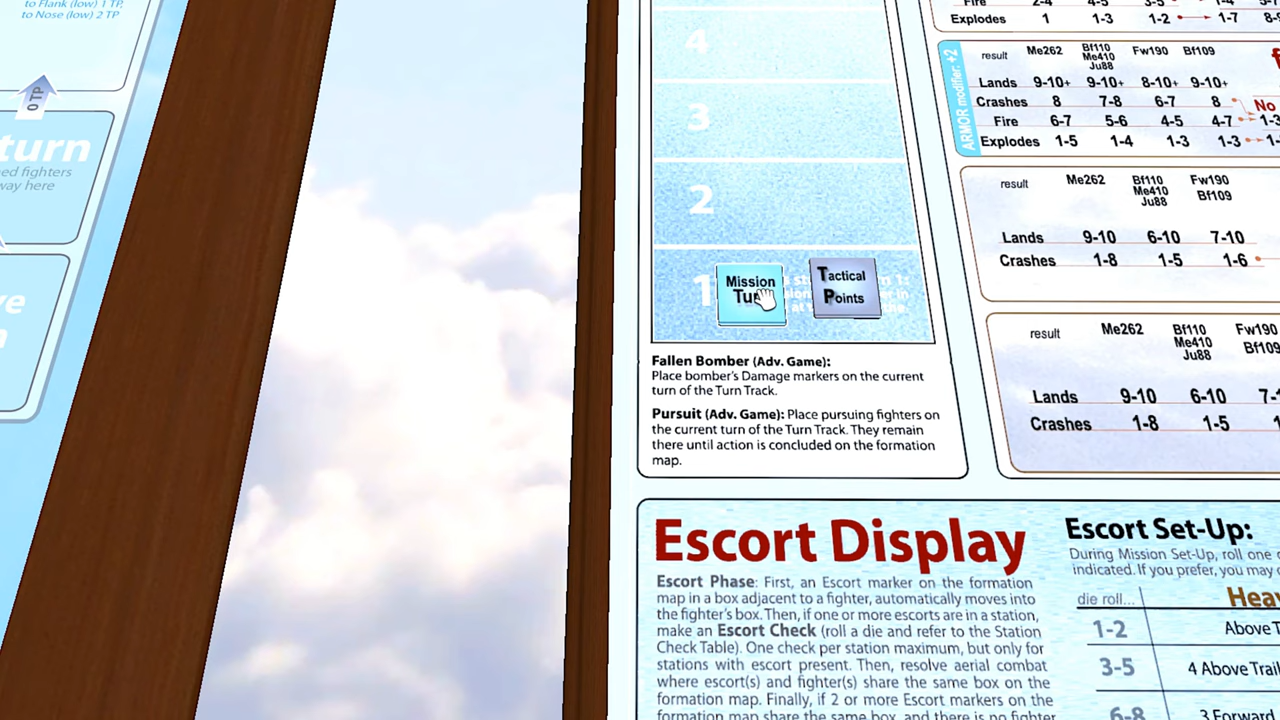 to Flank (low) 1 TP,
to Nose (low) 2 TP
0 TP
turn
fighters
way here
4
3
2
1
Mission
Tactical
Points
Fallen Bomber (Adv. Game):
Place bomber's Damage markers on the current
turn of the Turn Track.
Pursuit (Adv. Game): Place pursuing fighters on
the current turn of the Turn Track. They remain
there until action is concluded on the formation
map.
Fire 2-4 4-5 3-5
Explodes 1 1-3 1-2 1-7
ARMOR modifier: +2
result Me262 Bf110 Me410 Ju88 Fw190 Bf109
Lands 9-10+ 9-10+ 8-10+ 9-10+
Crashes 8 7-8 6-7 8 No
Fire 6-7 5-6 4-5 4-7 1-3
Explodes 1-5 1-4 1-3 1-3
result Me262 Bf110 Me410 Ju88 Fw190 Bf109
Lands 9-10 6-10 7-10
Crashes 1-8 1-5 1-6
result Me262 Bf110 Me410 Ju88 Fw190 Bf109
Lands 9-10 6-10
Crashes 1-8 1-5
Escort Display
Escort Phase: First, an Escort marker on the formation
map in a box adjacent to a fighter, automatically moves into
the fighter's box. Then, if one or more escorts are in a station,
make an Escort Check (roll a die and refer to the Station
Check Table). One check per station maximum, but only for
stations with escort present. Then, resolve aerial combat
where escort(s) and fighter(s) share the same box on the
formation map. Finally, if 2 or more Escort markers on the
formation map share the same box, and there is no fighter
Escort Set-Up:
During Mission Set-Up, roll one
indicated. If you prefer, you may
die roll...
1-2 Above
3-5 4 Above Trail
6-8 3 Forward